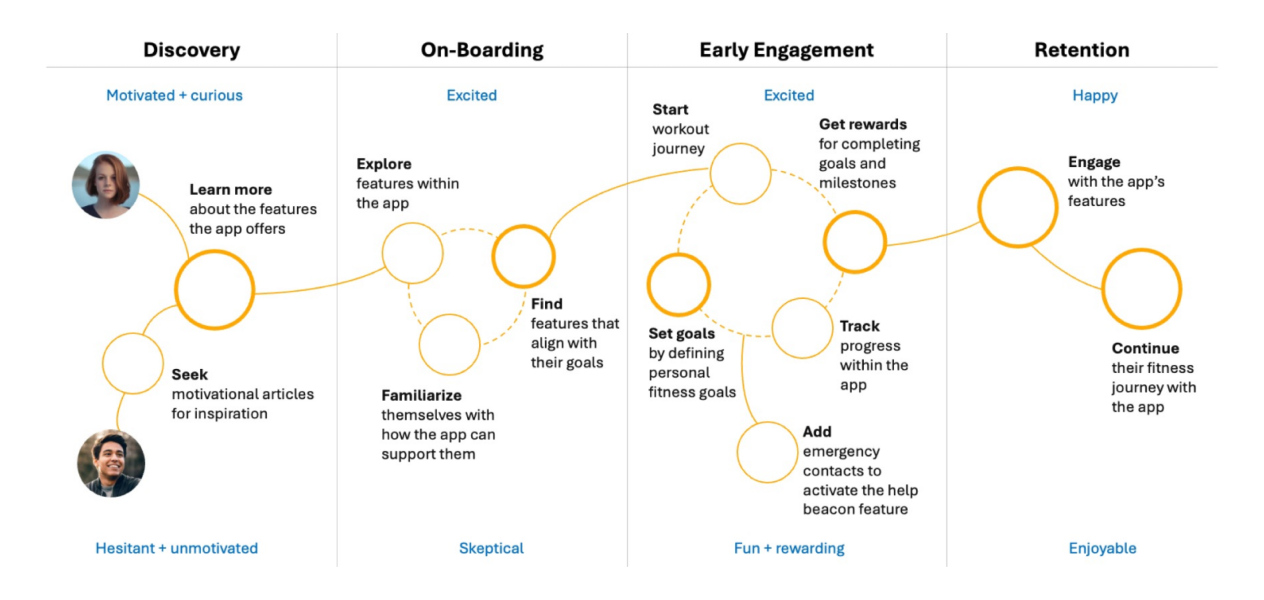 Discovery
On-Boarding
Early Engagement
Retention
Motivated + curious
Excited
Excited
Happy
Learn more
about the features
the app offers
Seek
motivational articles
for inspiration
Explore
features within
the app
Find
features that
align with
their goals
Familiarize
themselves with
how the app can
support them
Start
workout
journey
Get rewards
for completing
goals and
milestones
Set goals
by defining
personal
fitness goals
Track
progress
within the
app
Add
emergency
contacts to
activate the help
beacon feature
Engage
with the app's
features
Continue
their fitness
journey with
the app
Hesitant + unmotivated
Skeptical
Fun + rewarding
Enjoyable